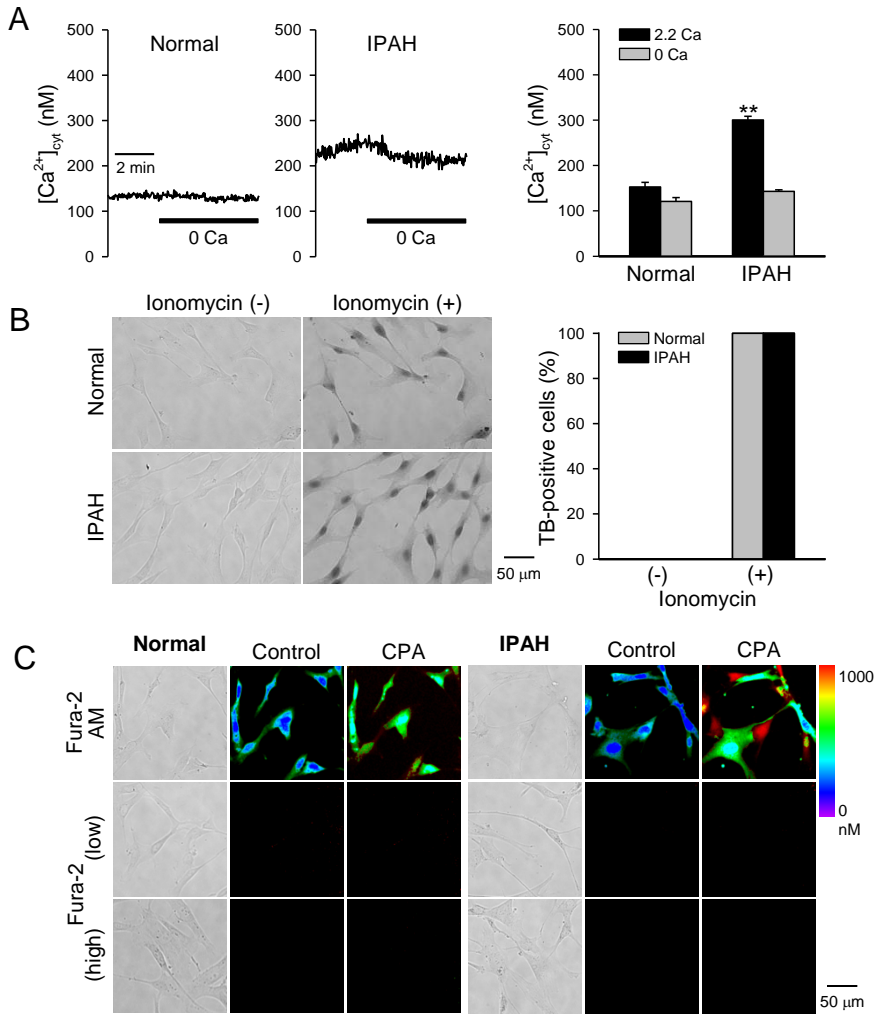 A
Normal
IPAH
[Ca2+]cyt (nM)
500
400
300
200
100
0
2 min
0 Ca
500
400
300
200
100
0
0 Ca
[Ca2+]cyt (nM)
500
400
300
200
100
0
2.2 Ca
0 Ca
**
Normal
IPAH
B
Ionomycin (-)
Ionomycin (+)
Normal
IPAH
50 µm
TB-positive cells (%)
100
80
60
40
20
0
Normal
IPAH
(-)
(+)
Ionomycin
C
Normal
Control
CPA
IPAH
Control
CPA
Fura-2
AM
Fura-2
(low)
(high)
1000
0
nM
50 µm